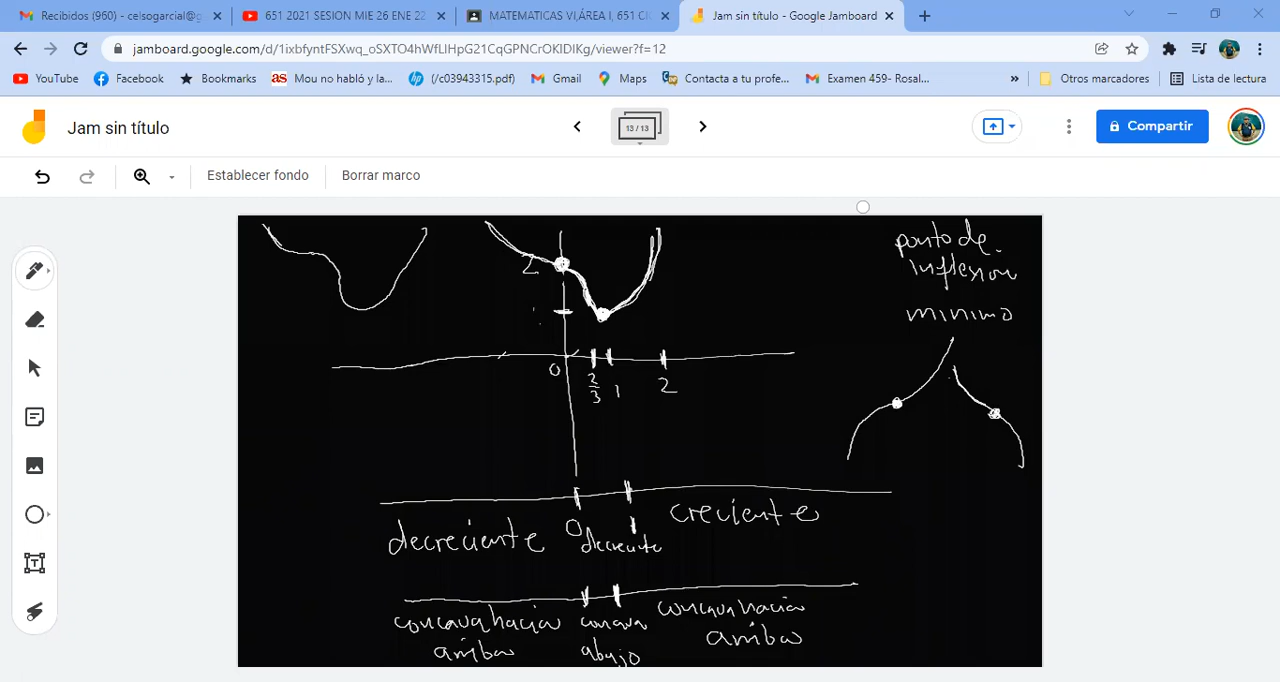 Recibidos (960) - celsogarcial@g
651 2021 SESION MIE 26 ENE 22
MATEMATICAS VI,ÁREA I, 651 CI
Jam sin título - Google Jamboard
jamboard.google.com/d/1ixbfyntFSXwq_oSXTO4hWfLlHpG21CqGPNCrOKIDIKg/viewer?f=12
YouTube
Facebook
Bookmarks
as Mou no habló y la...
hp (/c03943315.pdf)
Gmail
Maps
Contacta a tu profe...
Examen 459- Rosal...
»
Otros marcadores
Lista de lectura
Jam sin título
13 / 13
Compartir
Establecer fondo
Borrar marco
punto de
inflexion
minimo
2
0
2/3
1
2
decreciente
0
decreciente
creciente
concava hacia
arriba
concava
abajo
concava hacia
arriba